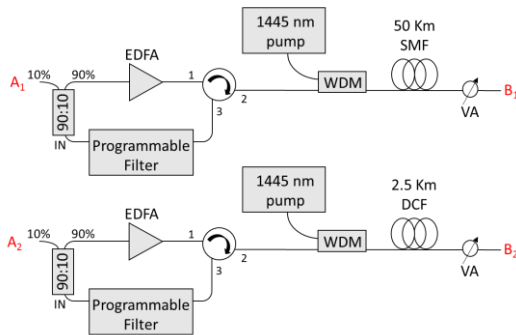 1445 nm
pump
50 Km
SMF
EDFA
A1
10%
90%
1
2
3
WDM
B1
VA
90:10
IN
Programmable
Filter
1445 nm
pump
2.5 Km
DCF
EDFA
A2
10%
90%
1
2
3
WDM
B2
VA
90:10
IN
Programmable
Filter